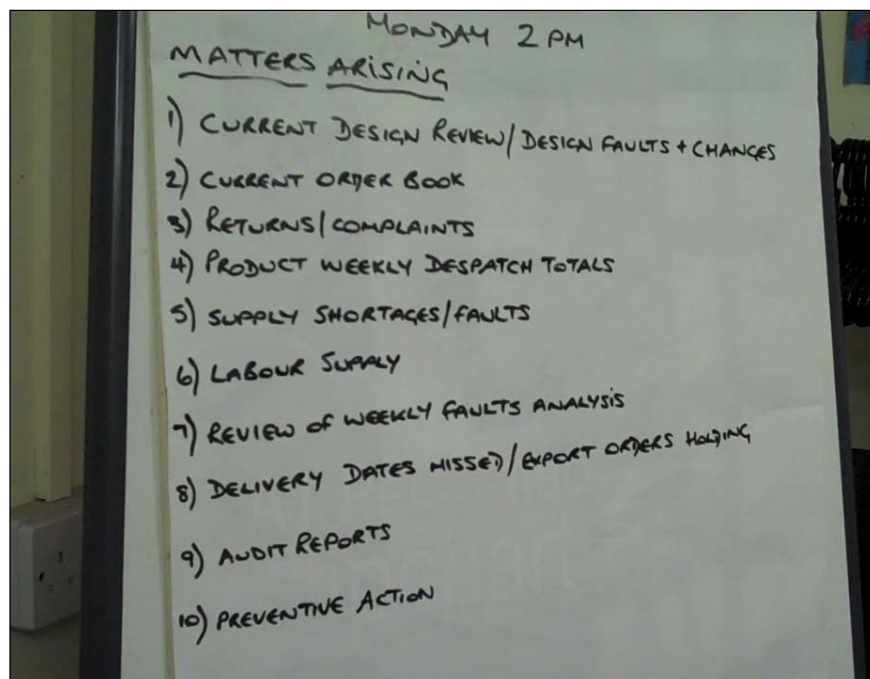 MONDAY 2 PM
MATTERS ARISING
1) CURRENT DESIGN REVIEW/DESIGN FAULTS + CHANGES
2) CURRENT ORDER BOOK
3) RETURNS/COMPLAINTS
4) PRODUCT WEEKLY DESPATCH TOTALS
5) SUPPLY SHORTAGES/FAULTS
6) LABOUR SUPPLY
7) REVIEW OF WEEKLY FAULTS ANALYSIS
8) DELIVERY DATES MISSED/EXPORT ORDERS HOLDING
9) AUDIT REPORTS
10) PREVENTIVE ACTION